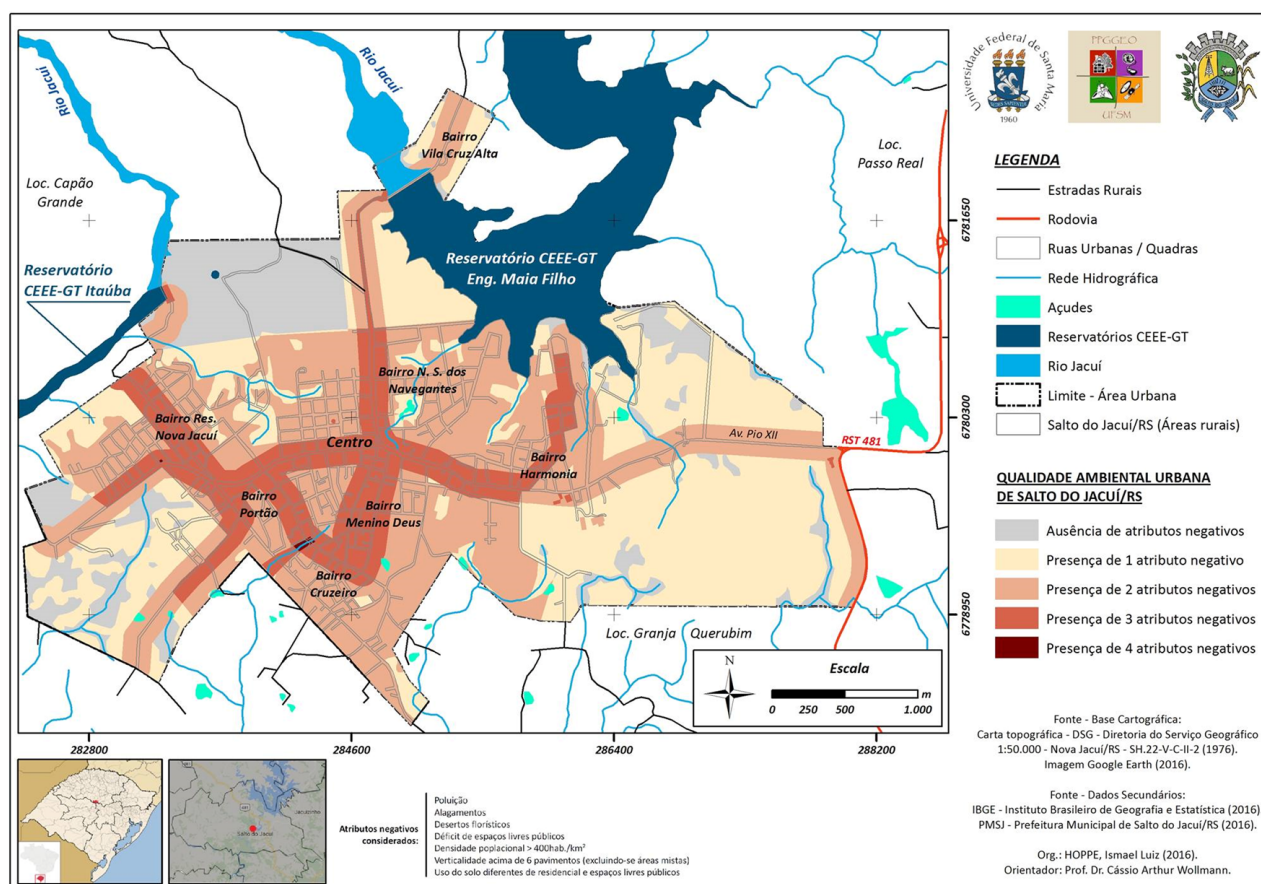 Rio Jacuí
Rio Jacuí
Bairro
Vila Cruz Alta
Loc. Capão
Grande
Loc.
Passo Real
Reservatório
CEEE-GT Itaúba
Reservatório CEEE-GT
Eng. Maia Filho
Bairro N. S. dos
Navegantes
Bairro Res.
Nova Jacuí
Centro
Av. Pio XII
RST 481
Bairro
Harmonia
Bairro
Portão
Bairro
Menino Deus
Bairro
Cruzeiro
Loc. Granja Querubim
N
Escala
0 250 500 1.000 m
282800 284600 286400 288200
6781650
6780300
6778950
Universidade Federal de Santa Maria
SEDES SAPIENTIAE
1960
PPGGEO
UFSM
LEGENDA
Estradas Rurais
Rodovia
Ruas Urbanas / Quadras
Rede Hidrográfica
Açudes
Reservatórios CEEE-GT
Rio Jacuí
Limite - Área Urbana
Salto do Jacuí/RS (Áreas rurais)
QUALIDADE AMBIENTAL URBANA
DE SALTO DO JACUÍ/RS
Ausência de atributos negativos
Presença de 1 atributo negativo
Presença de 2 atributos negativos
Presença de 3 atributos negativos
Presença de 4 atributos negativos
Fonte - Base Cartográfica:
Carta topográfica - DSG - Diretoria do Serviço Geográfico
1:50.000 - Nova Jacuí/RS - SH.22-V-C-II-2 (1976).
Imagem Google Earth (2016).
Fonte - Dados Secundários:
IBGE - Instituto Brasileiro de Geografia e Estatística (2016)
PMSJ - Prefeitura Municipal de Salto do Jacuí/RS (2016).
Org.: HOPPE, Ismael Luiz (2016).
Orientador: Prof. Dr. Cássio Arthur Wollmann.
Salto do Jacuí
Atributos negativos
considerados:
Poluição
Alagamentos
Desertos florísticos
Déficit de espaços livres públicos
Densidade poplacional > 400hab./km²
Verticalidade acima de 6 pavimentos (excluindo-se áreas mistas)
Uso do solo diferentes de residencial e espaços livres públicos